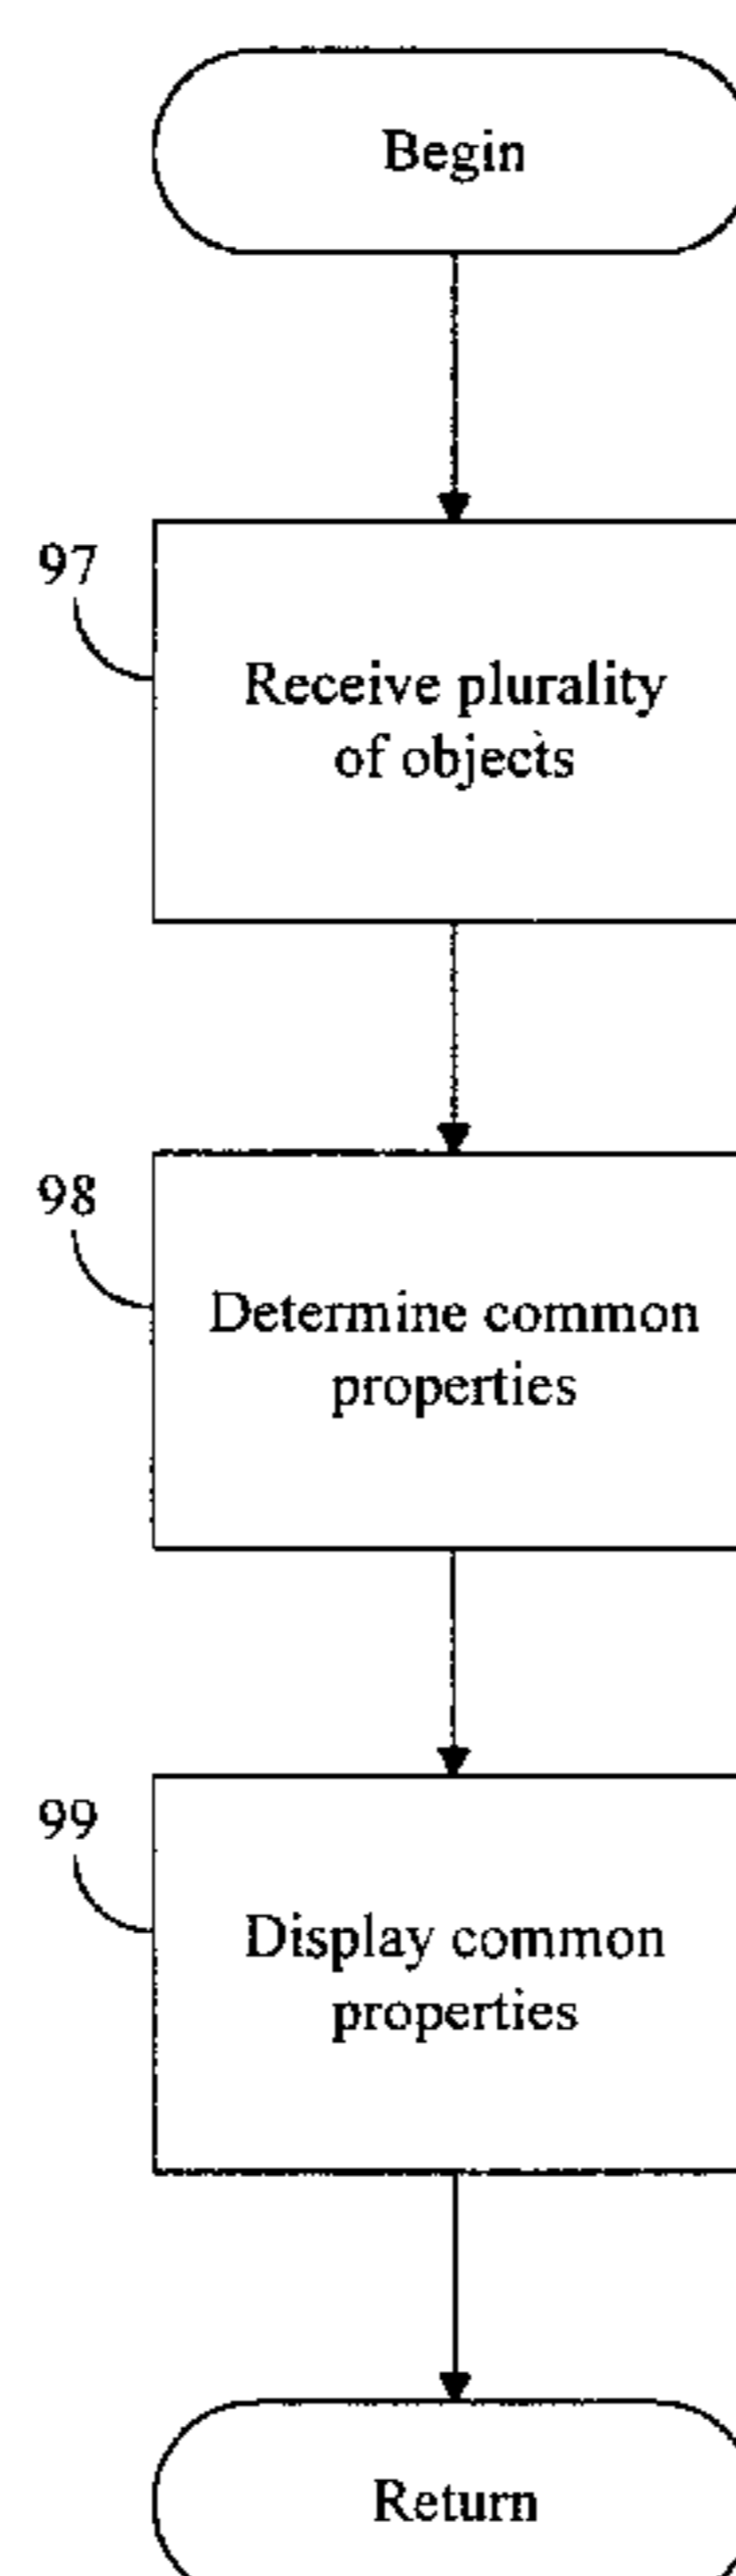 Begin
97
Receive plurality
of objects
98
Determine common
properties
99
Display common
properties
Return